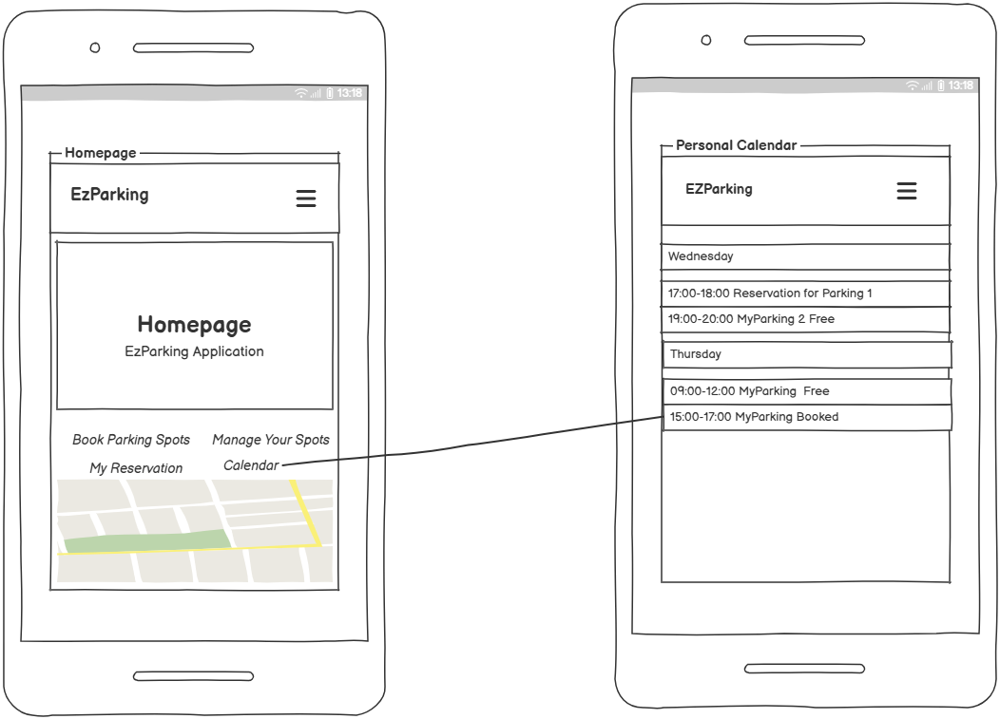 13:18
Homepage
EzParking
Homepage
EzParking Application
Book Parking Spots
Manage Your Spots
My Reservation
Calendar
13:18
Personal Calendar
EZParking
Wednesday
17:00-18:00 Reservation for Parking 1
19:00-20:00 MyParking 2 Free
Thursday
09:00-12:00 MyParking  Free
15:00-17:00 MyParking Booked